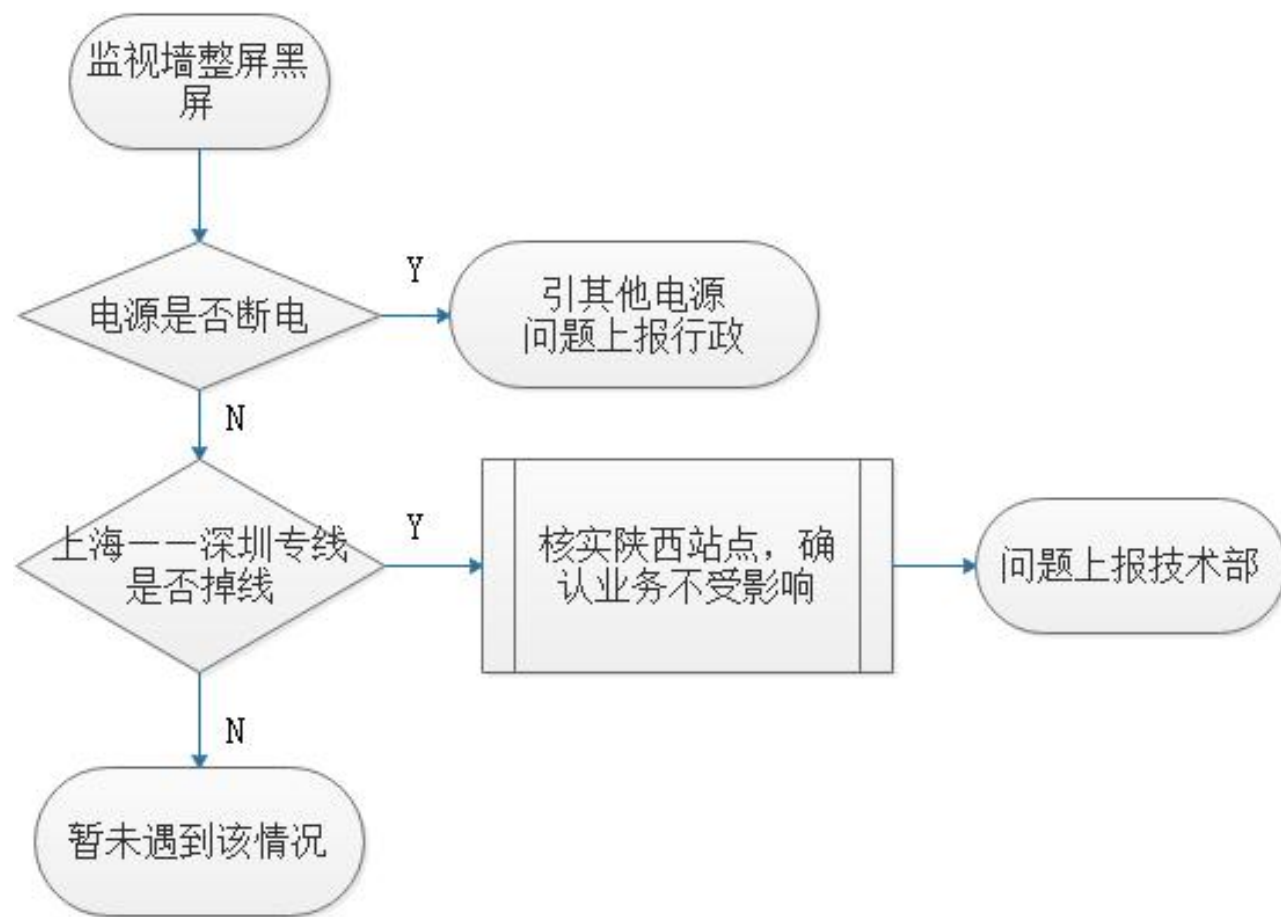 监视墙整屏黑
屏
电源是否断电
Y
引其他电源
问题上报行政
N
上海——深圳专线
是否掉线
Y
核实陕西站点，确
认业务不受影响
问题上报技术部
N
暂未遇到该情况